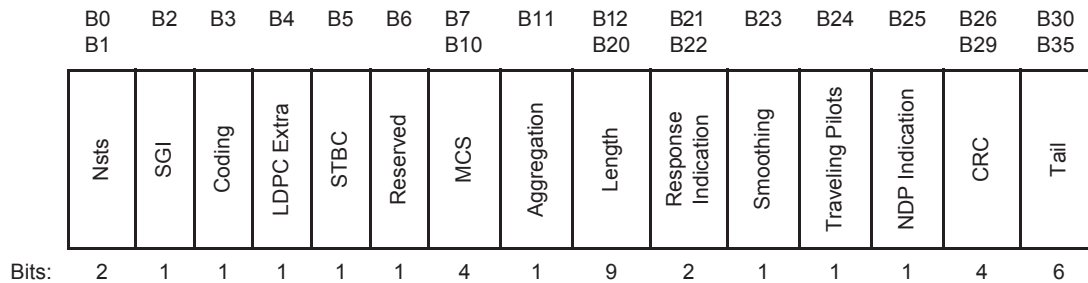 B0 B2 B3 B4 B5 B6 B7 B11 B12 B21 B23 B24 B25 B26 B30
B1 B10 B20 B22 B29 B35
Nsts
SGI
Coding
LDPC Extra
STBC
Reserved
MCS
Aggregation
Length
Response
Indication
Smoothing
Traveling Pilots
NDP Indication
CRC
Tail
Bits: 2 1 1 1 1 1 4 1 9 2 1 1 1 4 6